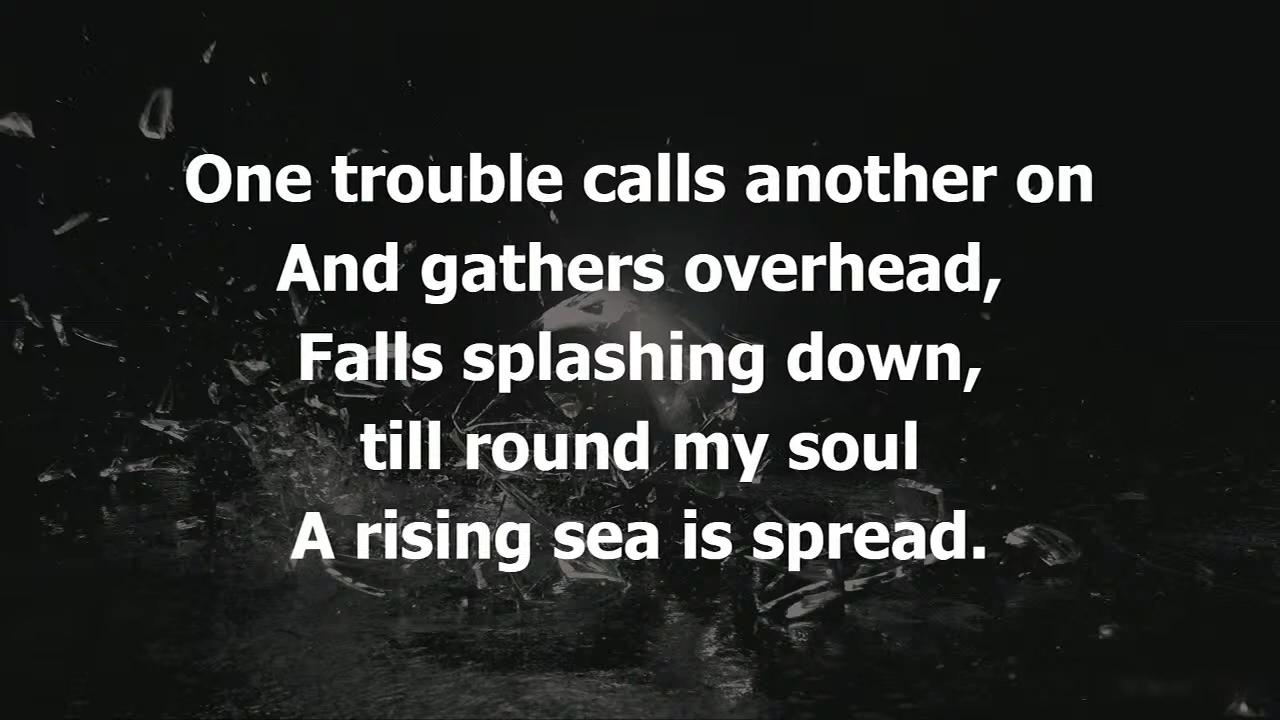 One trouble calls another on
And gathers overhead,
Falls splashing down,
till round my soul
A rising sea is spread.